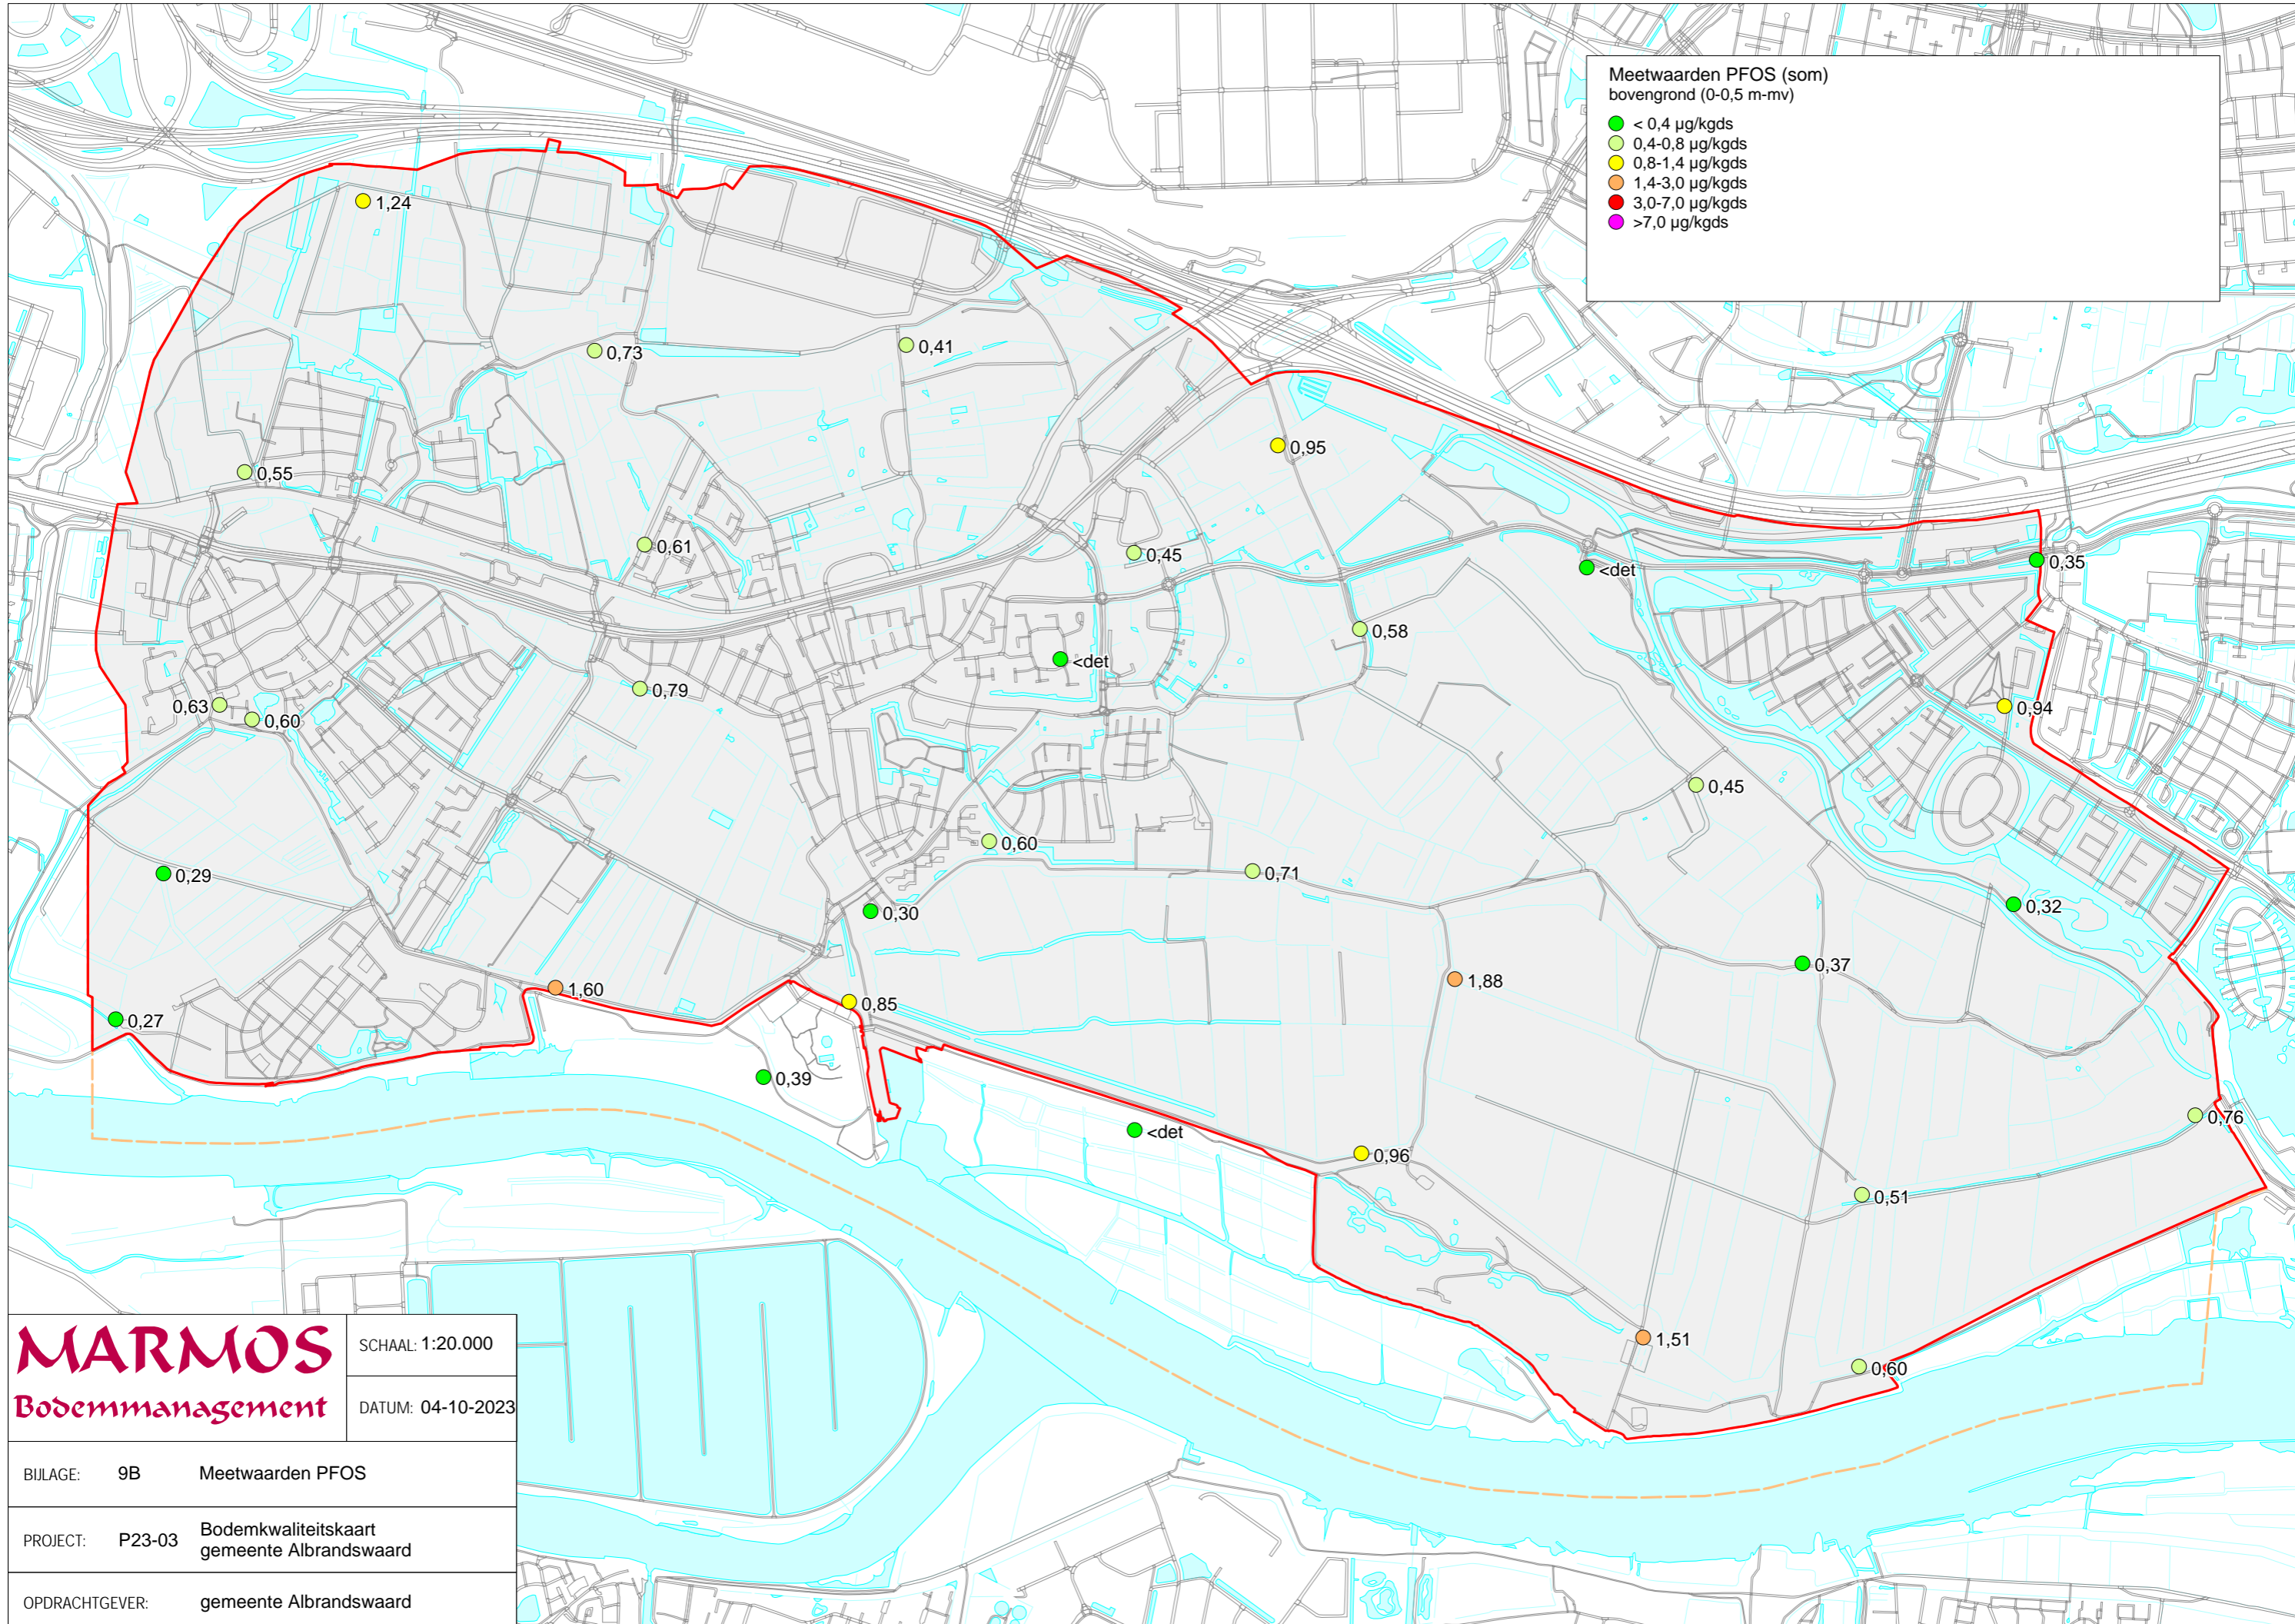 Meetwaarden PFOS (som)
bovengrond (0-0,5 m-mv)
< 0,4 µg/kgds
0,4-0,8 µg/kgds
0,8-1,4 µg/kgds
1,4-3,0 µg/kgds
3,0-7,0 µg/kgds
>7,0 µg/kgds
1,24
0,73
0,41
0,95
0,55
0,61
0,45
<det
0,35
0,58
<det
0,79
0,63
0,60
0,94
0,45
0,60
0,71
0,29
0,30
0,32
0,37
1,88
1,60
0,85
0,27
0,39
<det
0,76
0,96
0,51
1,51
0,60
MARMOS
Bodemmanagement
SCHAAL: 1:20.000
DATUM: 04-10-2023
BIJLAGE: 9B Meetwaarden PFOS
PROJECT: P23-03 Bodemkwaliteitskaart
gemeente Albrandswaard
OPDRACHTGEVER: gemeente Albrandswaard